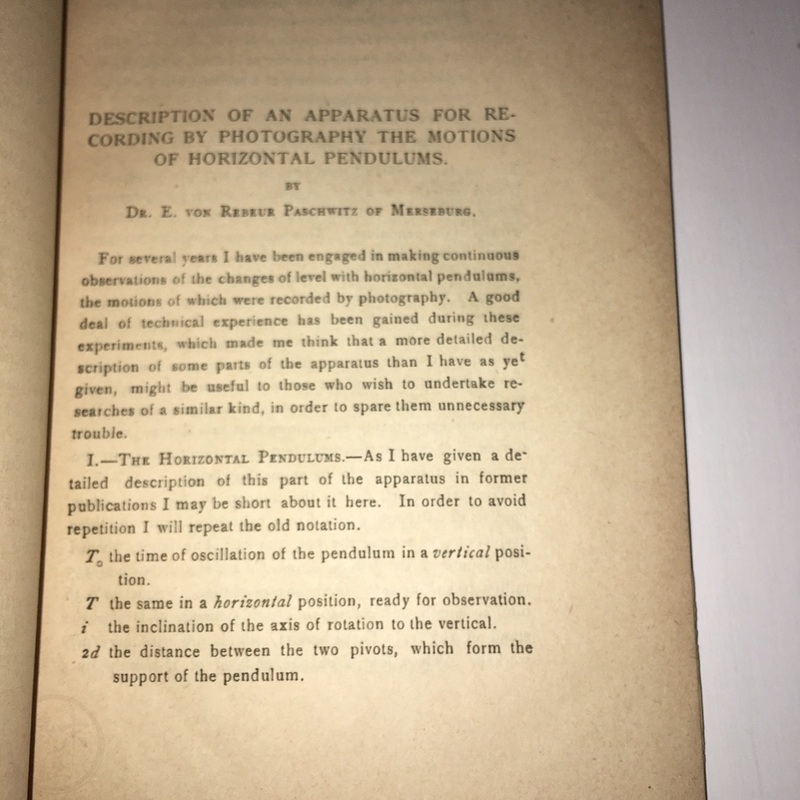 DESCRIPTION OF AN APPARATUS FOR RE-
CORDING BY PHOTOGRAPHY THE MOTIONS
OF HORIZONTAL PENDULUMS.
BY
DR. E. VON REBEUR PASCHWITZ OF MERSEBURG.
For several years I have been engaged in making continuous
observations of the changes of level with horizontal pendulums,
the motions of which were recorded by photography. A good
deal of technical experience has been gained during these
experiments, which made me think that a more detailed de-
scription of some parts of the apparatus than I have as yet
given, might be useful to those who wish to undertake re-
searches of a similar kind, in order to spare them unnecessary
trouble.
I.—THE HORIZONTAL PENDULUMS.—As I have given a de-
tailed description of this part of the apparatus in former
publications I may be short about it here. In order to avoid
repetition I will repeat the old notation.
T₀ the time of oscillation of the pendulum in a vertical posi-
tion.
T the same in a horizontal position, ready for observation.
i the inclination of the axis of rotation to the vertical.
2d the distance between the two pivots, which form the
support of the pendulum.